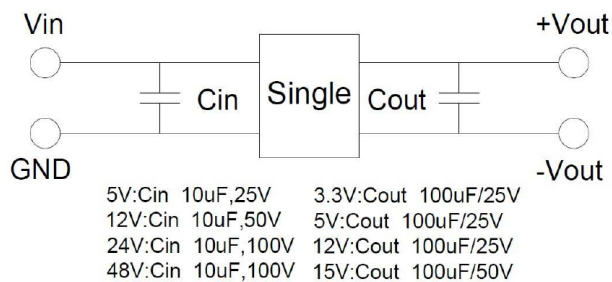 Vin +Vout
Cin Single Cout
GND -Vout
5V:Cin 10uF,25V 3.3V:Cout 100uF/25V
12V:Cin 10uF,50V 5V:Cout 100uF/25V
24V:Cin 10uF,100V 12V:Cout 100uF/25V
48V:Cin 10uF,100V 15V:Cout 100uF/50V